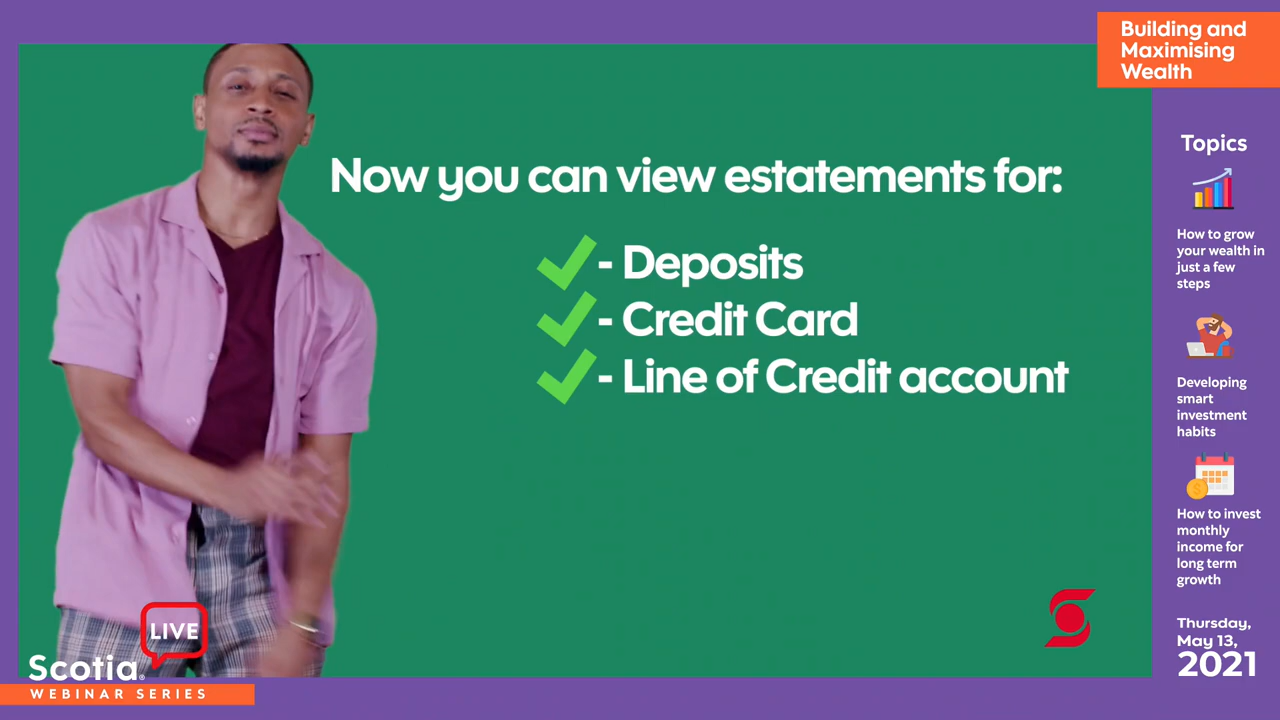 Building and
Maximising
Wealth
Now you can view estatements for:
- Deposits
- Credit Card
- Line of Credit account
Topics
How to grow
your wealth in
just a few
steps
Developing
smart
investment
habits
How to invest
monthly
income for
long term
growth
Thursday,
May 13,
2021
LIVE
Scotia®
WEBINAR SERIES